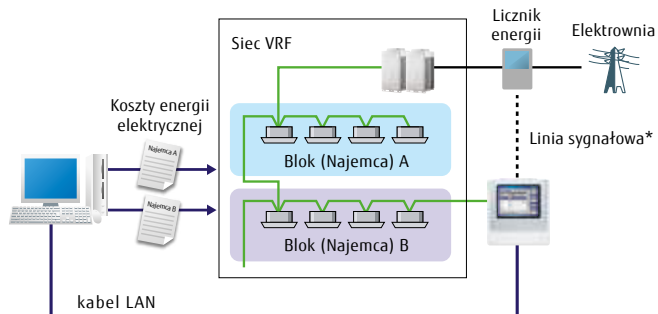 Licznik
energii
Elektrownia
Siec VRF
Koszty energii
elektrycznej
Najemca A
Blok (Najemca) A
Linia sygnałowa*
Najemca B
Blok (Najemca) B
kabel LAN